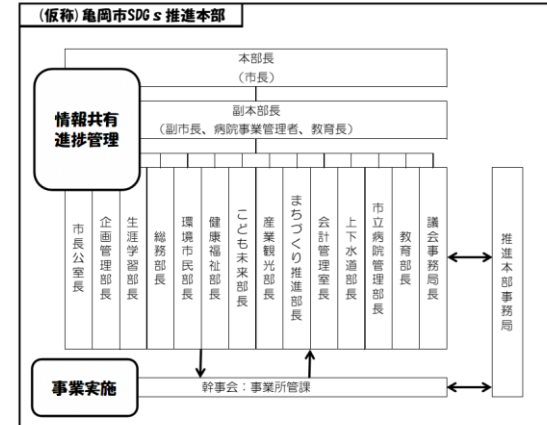 (仮称)亀岡市SDGｓ推進本部
本部長
(市長)
情報共有
進捗管理
副本部長
(副市長、病院事業管理者、教育長)
市長公室長
企画管理部長
生涯学習部長
総務部長
環境市民部長
健康福祉部長
こども未来部長
産業観光部長
まちづくり推進部長
会計管理室長
上下水道部長
市立病院管理部長
教育部長
議会事務局長
推進本部事務局
事業実施
幹事会：事業所管課